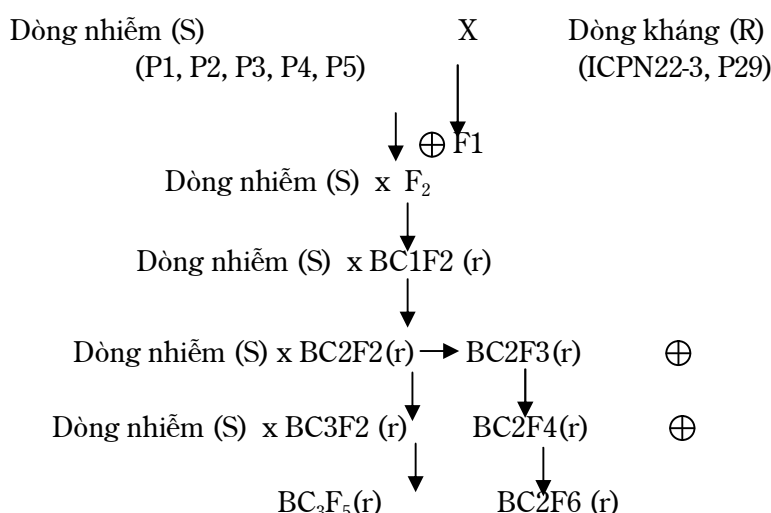 Dòng nhiễm (S) X Dòng kháng (R)
(P1, P2, P3, P4, P5) (ICPN22-3, P29)
⊕ F1
Dòng nhiễm (S) x F₂
Dòng nhiễm (S) x BC1F2 (r)
Dòng nhiễm (S) x BC2F2(r) BC2F3(r) ⊕
Dòng nhiễm (S) x BC3F2 (r) BC2F4(r) ⊕
BC₃F₅(r) BC2F6 (r)